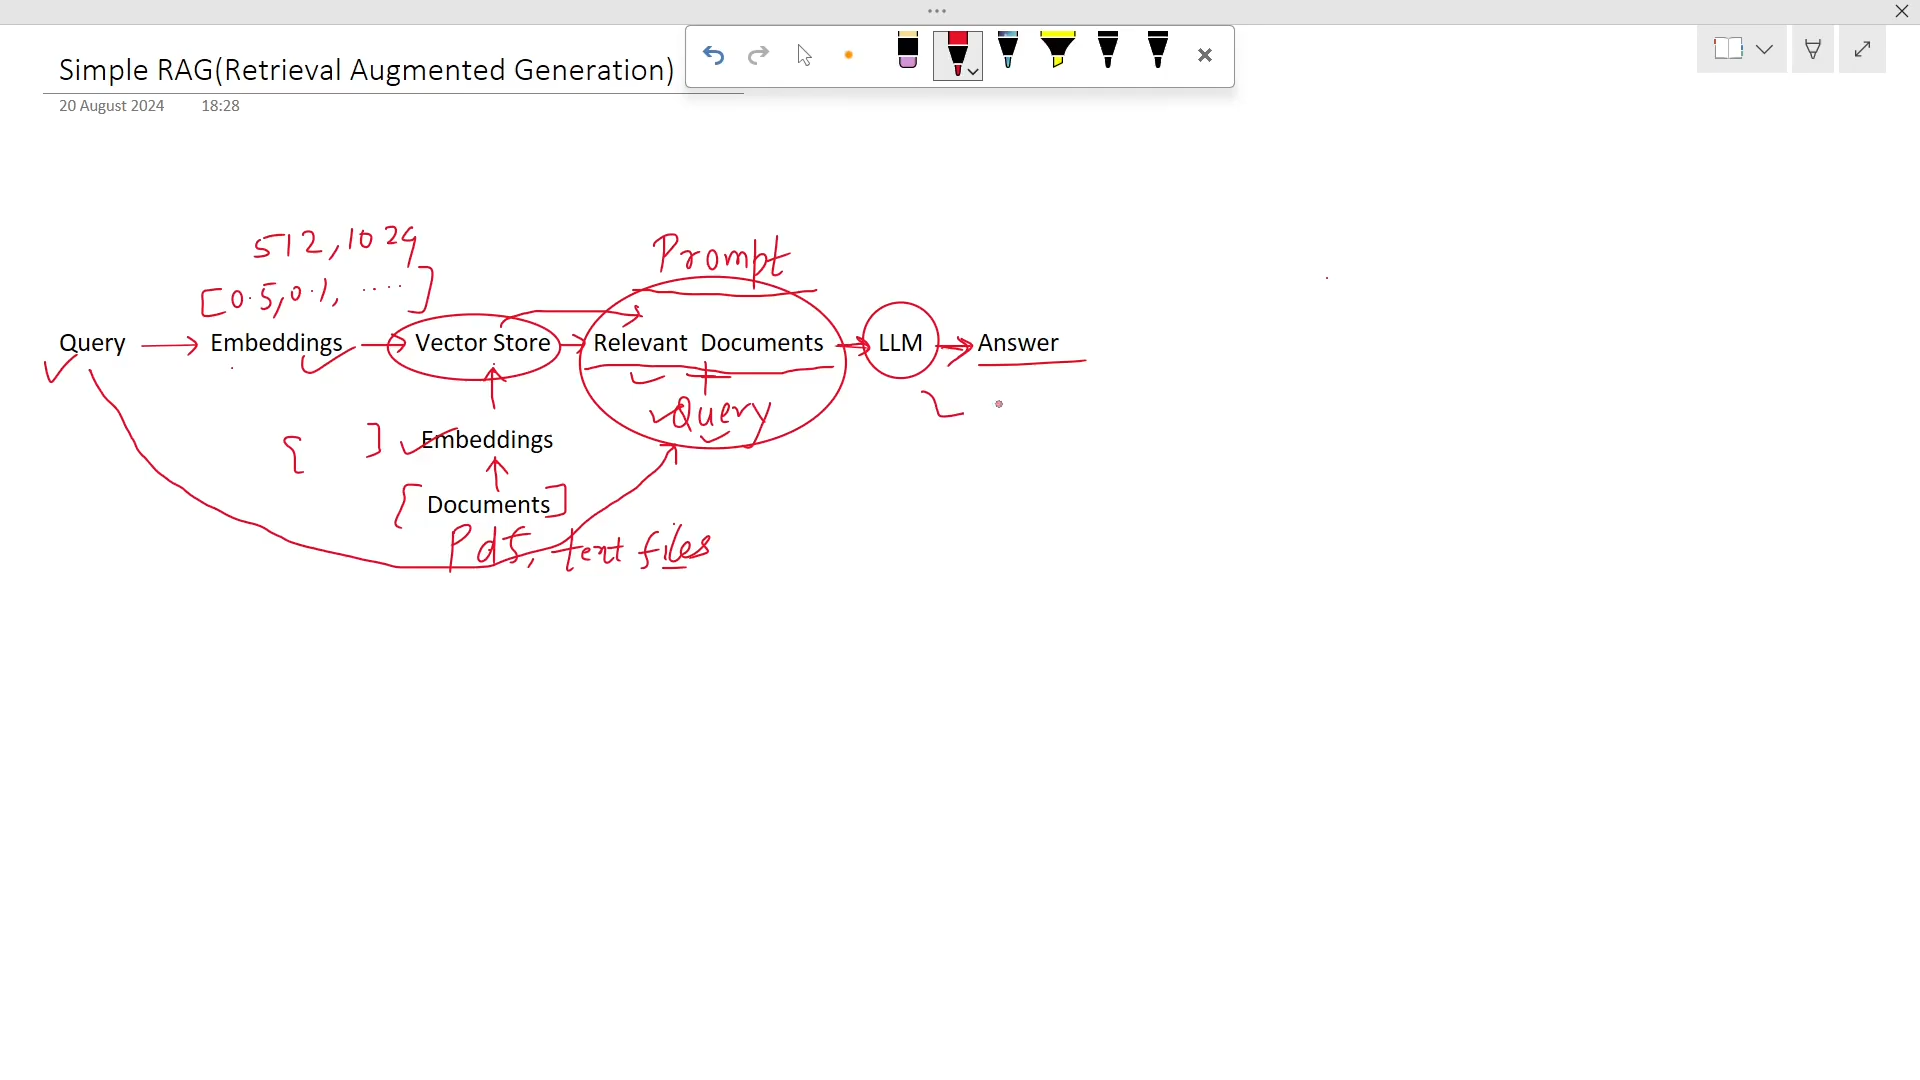 Simple RAG(Retrieval Augmented Generation)
20 August 2024 18:28
512, 1024
Prompt
[0.5, 0.1, ....]
Query Embeddings Vector Store Relevant Documents LLM Answer
+
Query
[ ] Embeddings
[Documents]
Pdf, text files